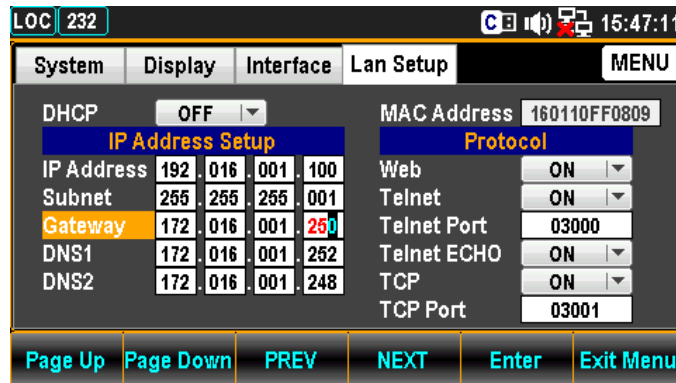 LOC 232 C 15:47:11
System Display Interface Lan Setup MENU
DHCP OFF MAC Address 160110FF0809
IP Address Setup Protocol
IP Address 192 . 016 . 001 . 100 Web ON
Subnet 255 . 255 . 255 . 001 Telnet ON
Gateway 172 . 016 . 001 . 250 Telnet Port 03000
DNS1 172 . 016 . 001 . 252 Telnet ECHO ON
DNS2 172 . 016 . 001 . 248 TCP ON
TCP Port 03001
Page Up Page Down PREV NEXT Enter Exit Menu